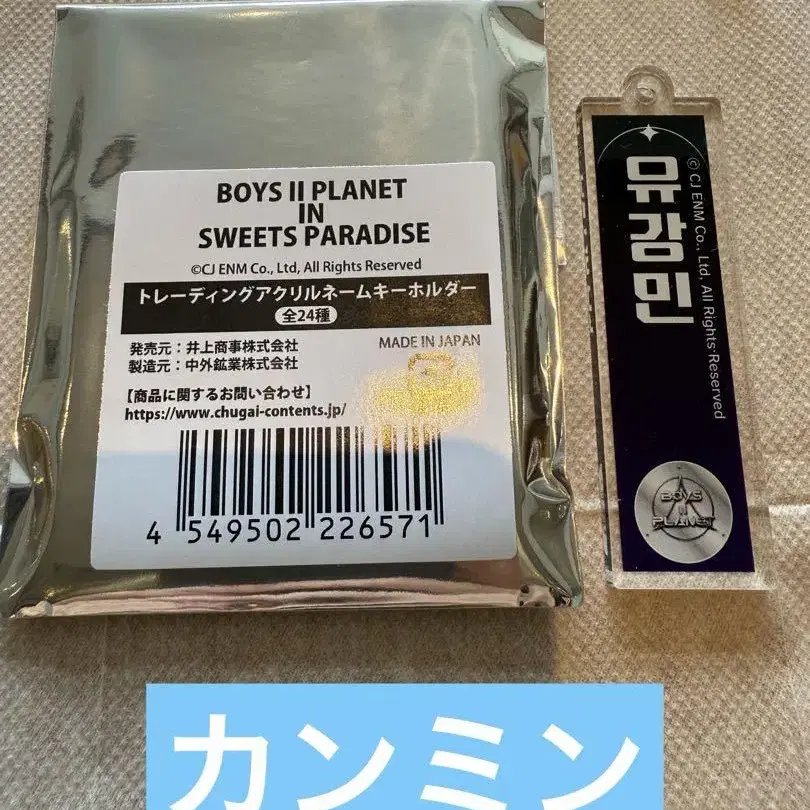 BOYS II PLANET
IN
SWEETS PARADISE
©CJ ENM Co., Ltd, All Rights Reserved
トレーディングアクリルネームキーホルダー
全24種
発売元：井上商事株式会社
製造元：中外鉱業株式会社
MADE IN JAPAN
【商品に関するお問い合わせ】
https://www.chugai-contents.jp/
4 549502 226571
유강민
© CJ ENM Co., Ltd, All Rights Reserved
BOYS
II
PLANET
カンミン